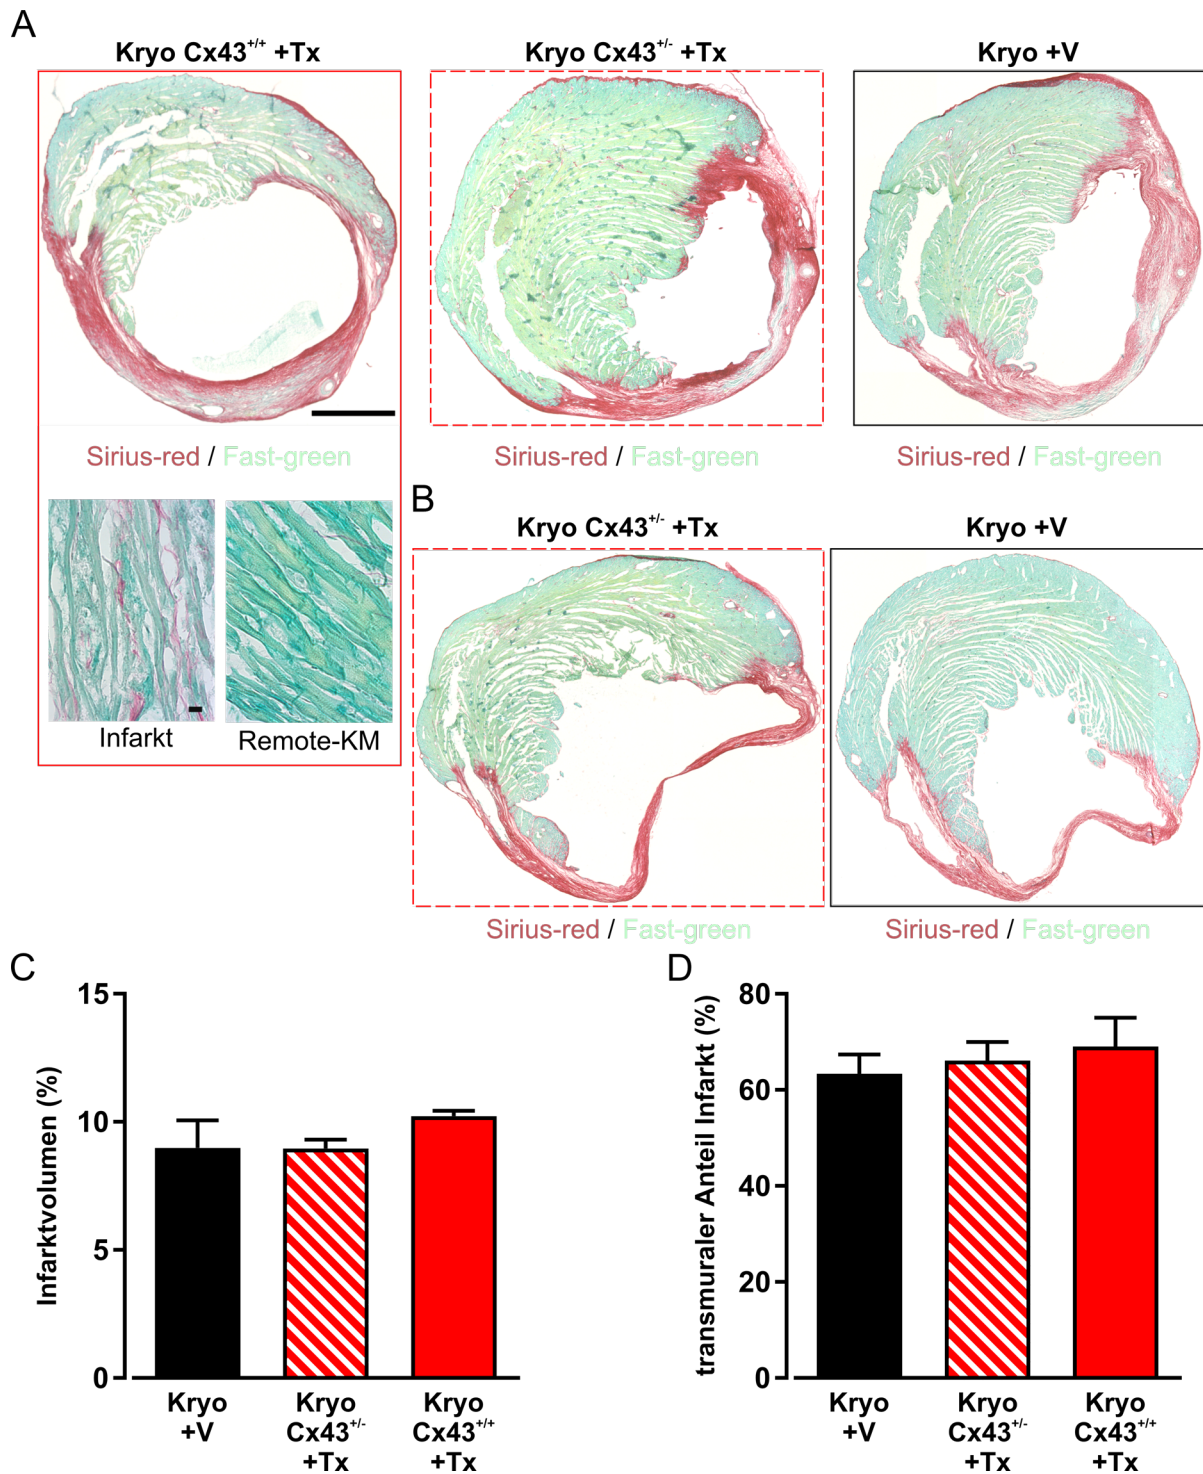 A
Kryo Cx43+/+ +Tx
Kryo Cx43+/- +Tx
Kryo +V
Sirius-red / Fast-green
Sirius-red / Fast-green
Sirius-red / Fast-green
Infarkt
Remote-KM
B
Kryo Cx43+/- +Tx
Kryo +V
Sirius-red / Fast-green
Sirius-red / Fast-green
C
Infarktvolumen (%)
15
10
5
0
Kryo
+V
Kryo
Cx43+/-
+Tx
Kryo
Cx43+/+
+Tx
D
transmuraler Anteil Infarkt (%)
80
60
40
20
0
Kryo
+V
Kryo
Cx43+/-
+Tx
Kryo
Cx43+/+
+Tx